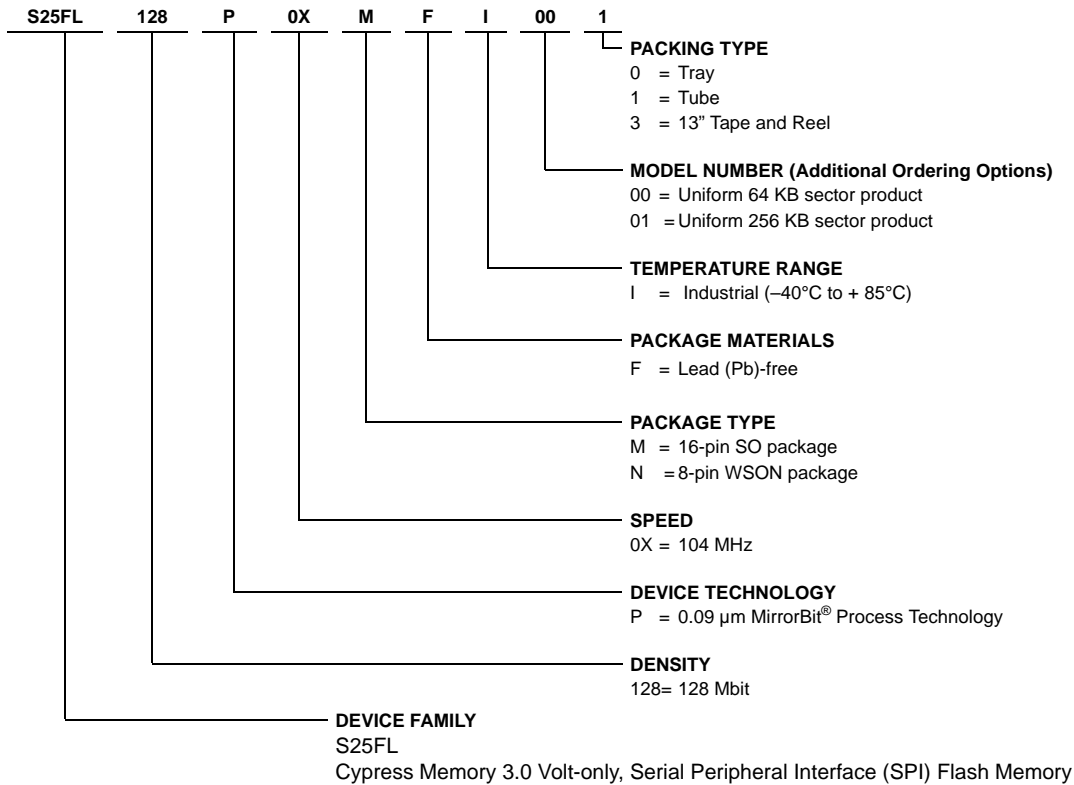 S25FL 128 P 0X M F I 00 1
PACKING TYPE
0 = Tray
1 = Tube
3 = 13” Tape and Reel
MODEL NUMBER (Additional Ordering Options)
00 = Uniform 64 KB sector product
01 = Uniform 256 KB sector product
TEMPERATURE RANGE
I = Industrial (–40°C to + 85°C)
PACKAGE MATERIALS
F = Lead (Pb)-free
PACKAGE TYPE
M = 16-pin SO package
N = 8-pin WSON package
SPEED
0X = 104 MHz
DEVICE TECHNOLOGY
P = 0.09 µm MirrorBit® Process Technology
DENSITY
128= 128 Mbit
DEVICE FAMILY
S25FL
Cypress Memory 3.0 Volt-only, Serial Peripheral Interface (SPI) Flash Memory